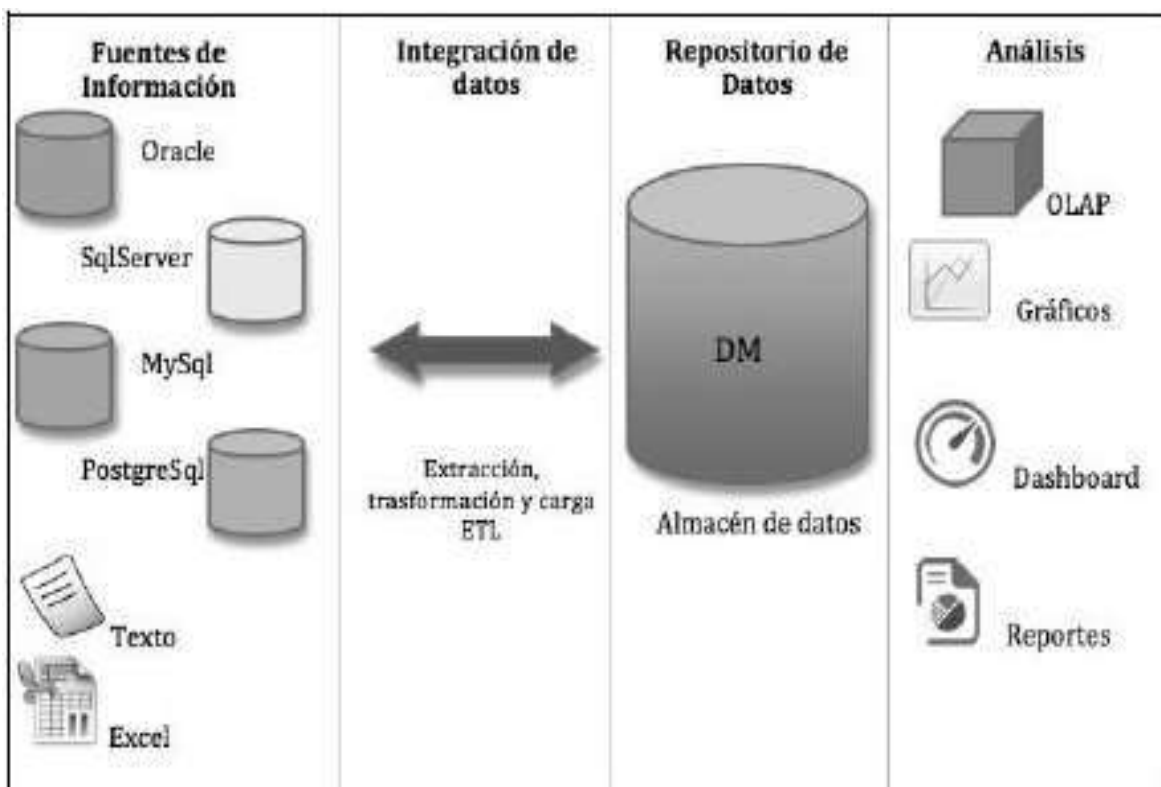 Fuentes de
Información
Oracle
SqlServer
MySql
PostgreSql
Texto
Excel
Integración de
datos
Extracción,
trasformación y carga
ETL
Repositorio de
Datos
DM
Almacén de datos
Análisis
OLAP
Gráficos
Dashboard
Reportes